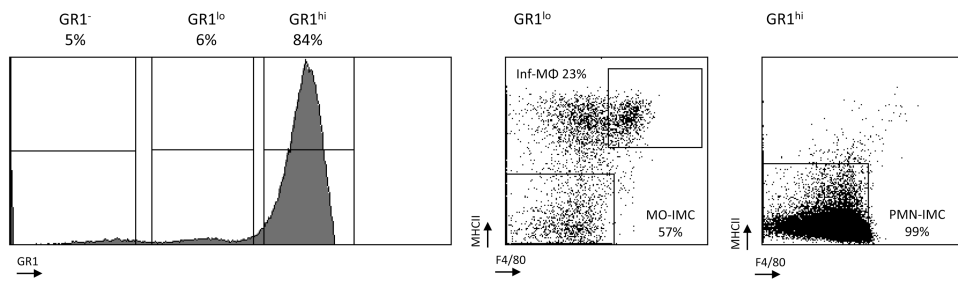 GR1⁻
5%
GR1ˡᵒ
6%
GR1ʰⁱ
84%
GR1
GR1ˡᵒ
Inf-MΦ 23%
MO-IMC
57%
MHCII
F4/80
GR1ʰⁱ
PMN-IMC
99%
MHCII
F4/80